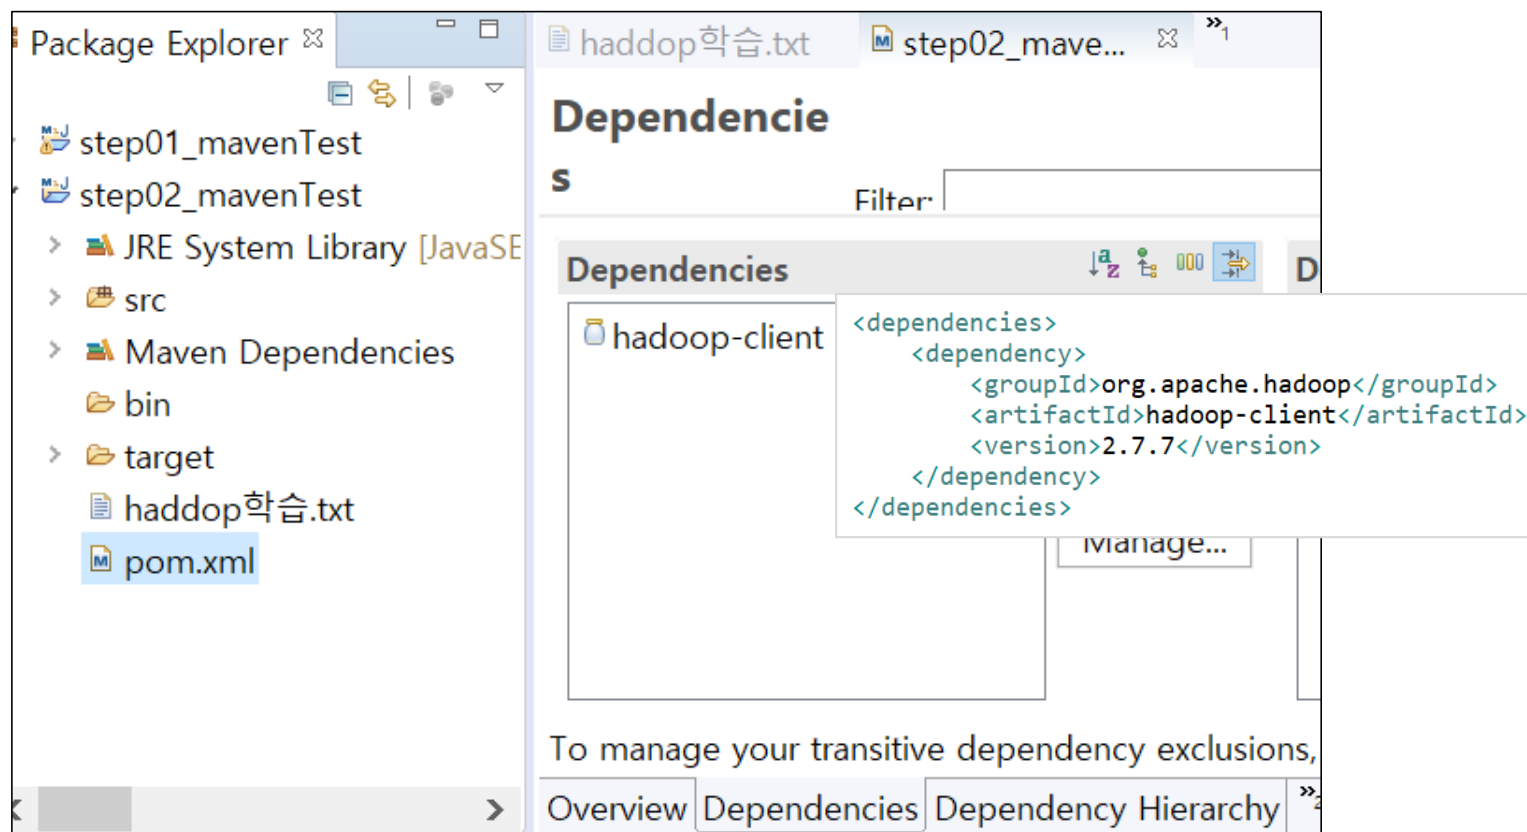 Package Explorer
step01_mavenTest
step02_mavenTest
JRE System Library [JavaSE
src
Maven Dependencies
bin
target
haddop학습.txt
pom.xml
haddop학습.txt
step02_mave...
»1
Dependencie
s
Filter:
Dependencies
D
hadoop-client
<dependencies>
<dependency>
<groupId>org.apache.hadoop</groupId>
<artifactId>hadoop-client</artifactId>
<version>2.7.7</version>
</dependency>
</dependencies>
Manage...
To manage your transitive dependency exclusions,
Overview
Dependencies
Dependency Hierarchy
»2